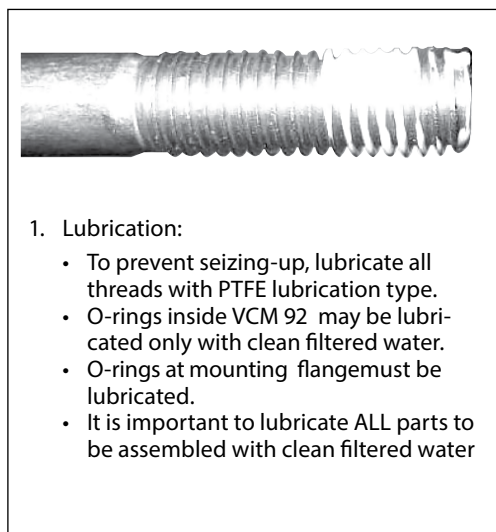 1. Lubrication:
• To prevent seizing-up, lubricate all
threads with PTFE lubrication type.
• O-rings inside VCM 92 may be lubri-
cated only with clean filtered water.
• O-rings at mounting flangemust be
lubricated.
• It is important to lubricate ALL parts to
be assembled with clean filtered water